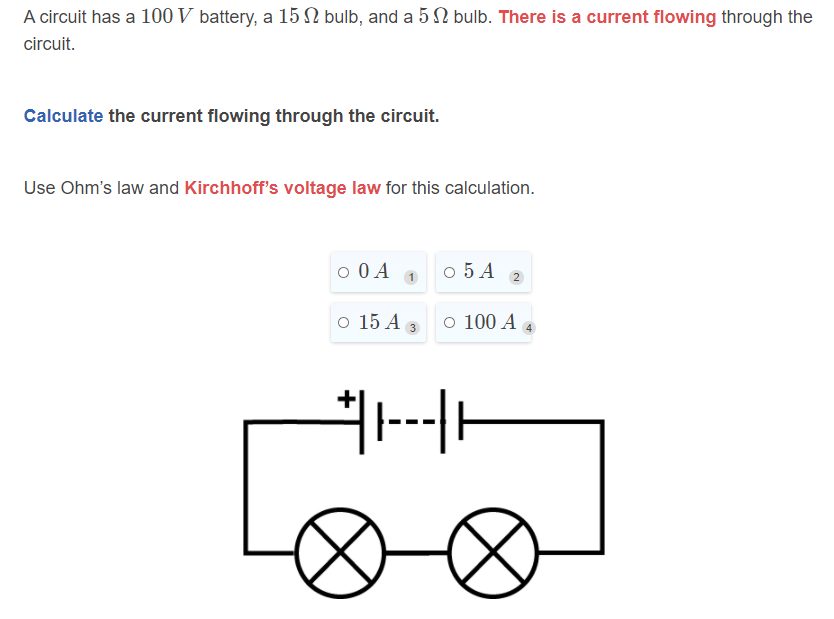 A circuit has a 100 V battery, a 15 Ω bulb, and a 5 Ω bulb. There is a current flowing through the
circuit.
Calculate the current flowing through the circuit.
Use Ohm's law and Kirchhoff's voltage law for this calculation.
0 A 1 5 A 2
15 A 3 100 A 4
+